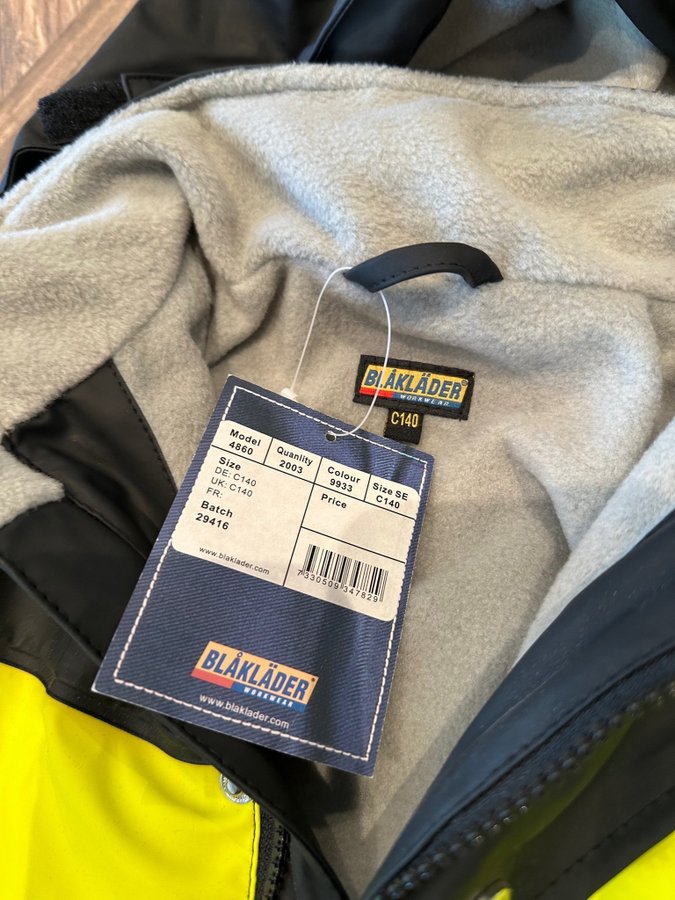 BLÅKLÄDER
WORKWEAR
C140
Model
4860
Quanlity
2003
Colour
9933
Size SE
C140
Size
DE: C140
UK: C140
FR:
Price
Batch
29416
www.blaklader.com
7330509347829
BLÅKLÄDER
WORKWEAR
www.blaklader.com